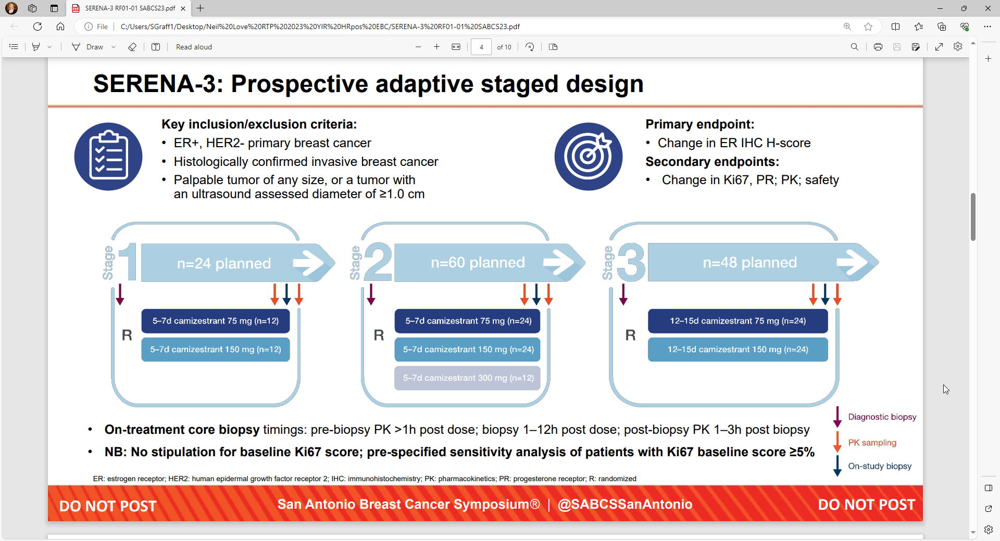 SERENA-3 RF01-01 SABCS23.pdf
File
C:/Users/SGraff1/Desktop/Neil%20Love%20RTP%202023%20YIR%20HRpos%20EBC/SERENA-3%20RF01-01%20SABCS23.pdf
Draw
Read aloud
4
of 10
SERENA-3: Prospective adaptive staged design
Key inclusion/exclusion criteria:
• ER+, HER2- primary breast cancer
• Histologically confirmed invasive breast cancer
• Palpable tumor of any size, or a tumor with
an ultrasound assessed diameter of ≥1.0 cm
Primary endpoint:
• Change in ER IHC H-score
Secondary endpoints:
• Change in Ki67, PR; PK; safety
Stage 1
n=24 planned
R
5–7d camizestrant 75 mg (n=12)
5–7d camizestrant 150 mg (n=12)
Stage 2
n=60 planned
R
5–7d camizestrant 75 mg (n=24)
5–7d camizestrant 150 mg (n=24)
5–7d camizestrant 300 mg (n=12)
Stage 3
n=48 planned
R
12–15d camizestrant 75 mg (n=24)
12–15d camizestrant 150 mg (n=24)
Diagnostic biopsy
PK sampling
On-study biopsy
• On-treatment core biopsy timings: pre-biopsy PK >1h post dose; biopsy 1–12h post dose; post-biopsy PK 1–3h post biopsy
• NB: No stipulation for baseline Ki67 score; pre-specified sensitivity analysis of patients with Ki67 baseline score ≥5%
ER: estrogen receptor; HER2: human epidermal growth factor receptor 2; IHC: immunohistochemistry; PK: pharmacokinetics; PR: progesterone receptor; R: randomized
DO NOT POST
San Antonio Breast Cancer Symposium® | @SABCSSanAntonio
DO NOT POST